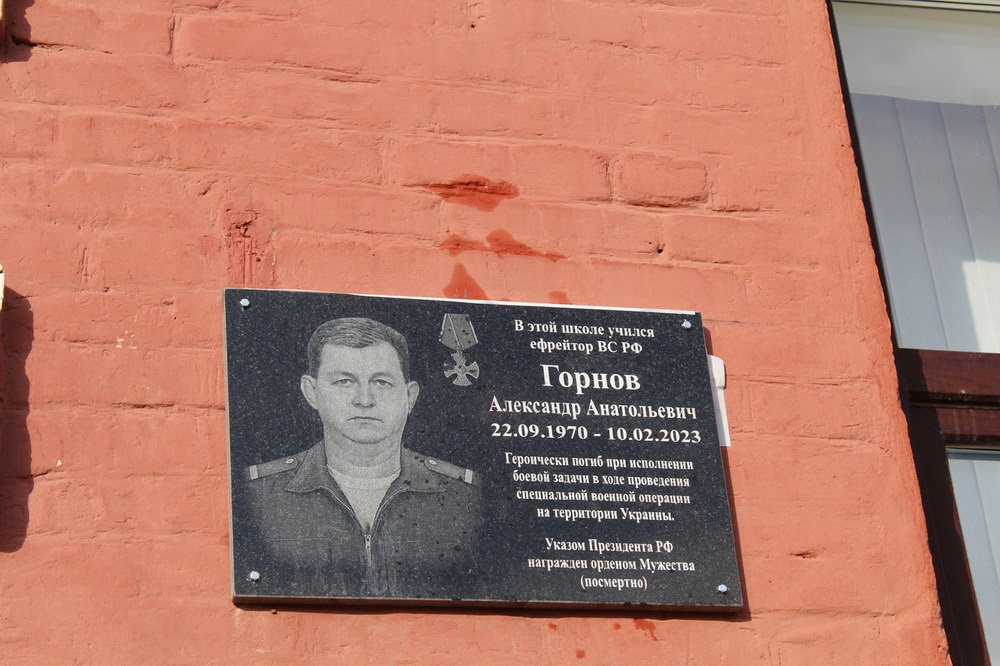 В этой школе учился
ефрейтор ВС РФ
Горнов
Александр Анатольевич
22.09.1970 - 10.02.2023
Героически погиб при исполнении
боевой задачи в ходе проведения
специальной военной операции
на территории Украины.
Указом Президента РФ
награжден орденом Мужества
(посмертно)